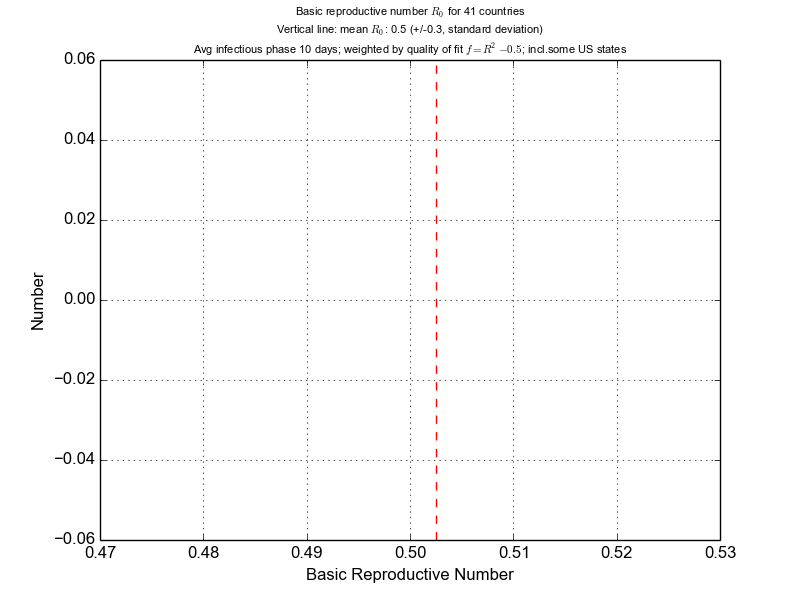 Basic reproductive number R₀ for 41 countries
Vertical line: mean R₀: 0.5 (+/-0.3, standard deviation)
Avg infectious phase 10 days; weighted by quality of fit f=R² −0.5; incl.some US states
0.06
0.04
0.02
0.00
−0.02
−0.04
−0.06
Number
0.47 0.48 0.49 0.50 0.51 0.52 0.53
Basic Reproductive Number